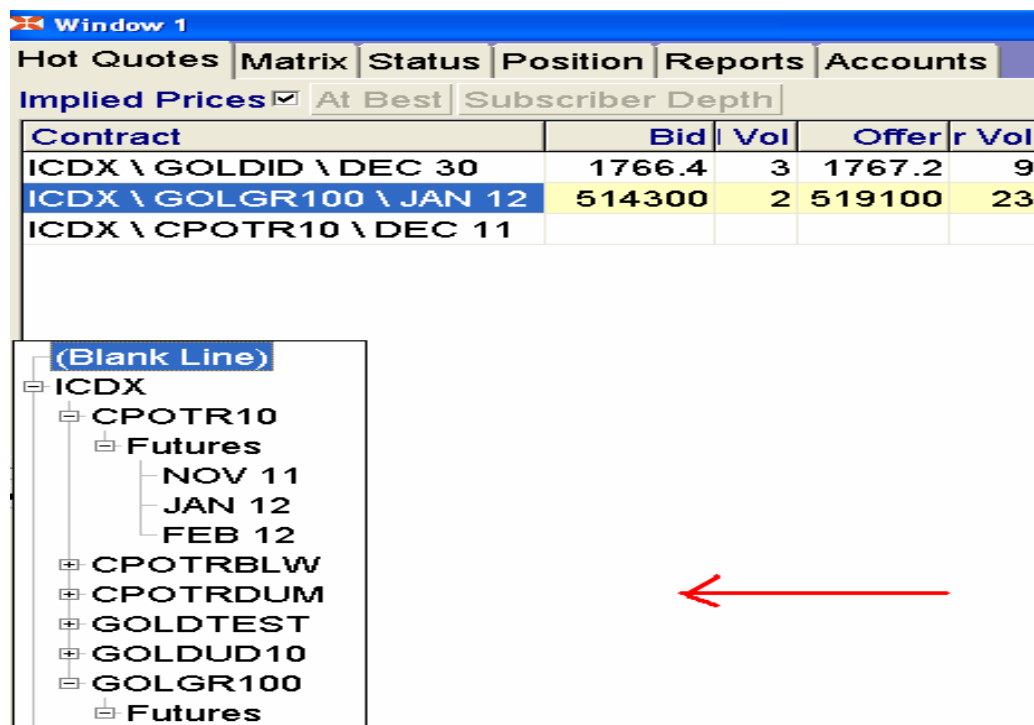 Window 1
Hot Quotes Matrix Status Position Reports Accounts
Implied Prices At Best Subscriber Depth
Contract Bid Vol Offer r Vol
ICDX \ GOLDID \ DEC 30 1766.4 3 1767.2 9
ICDX \ GOLGR100 \ JAN 12 514300 2 519100 23
ICDX \ CPOTR10 \ DEC 11
(Blank Line)
ICDX
CPOTR10
Futures
NOV 11
JAN 12
FEB 12
CPOTRBLW
CPOTRDUM
GOLDTEST
GOLDUD10
GOLGR100
Futures